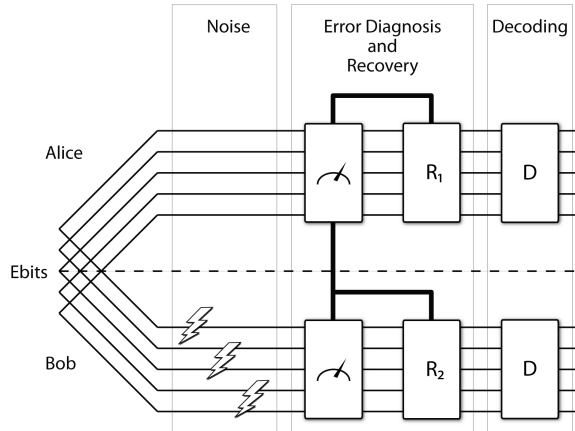 Noise
Error Diagnosis
and
Recovery
Decoding
Alice
R₁
D
Ebits
Bob
R₂
D